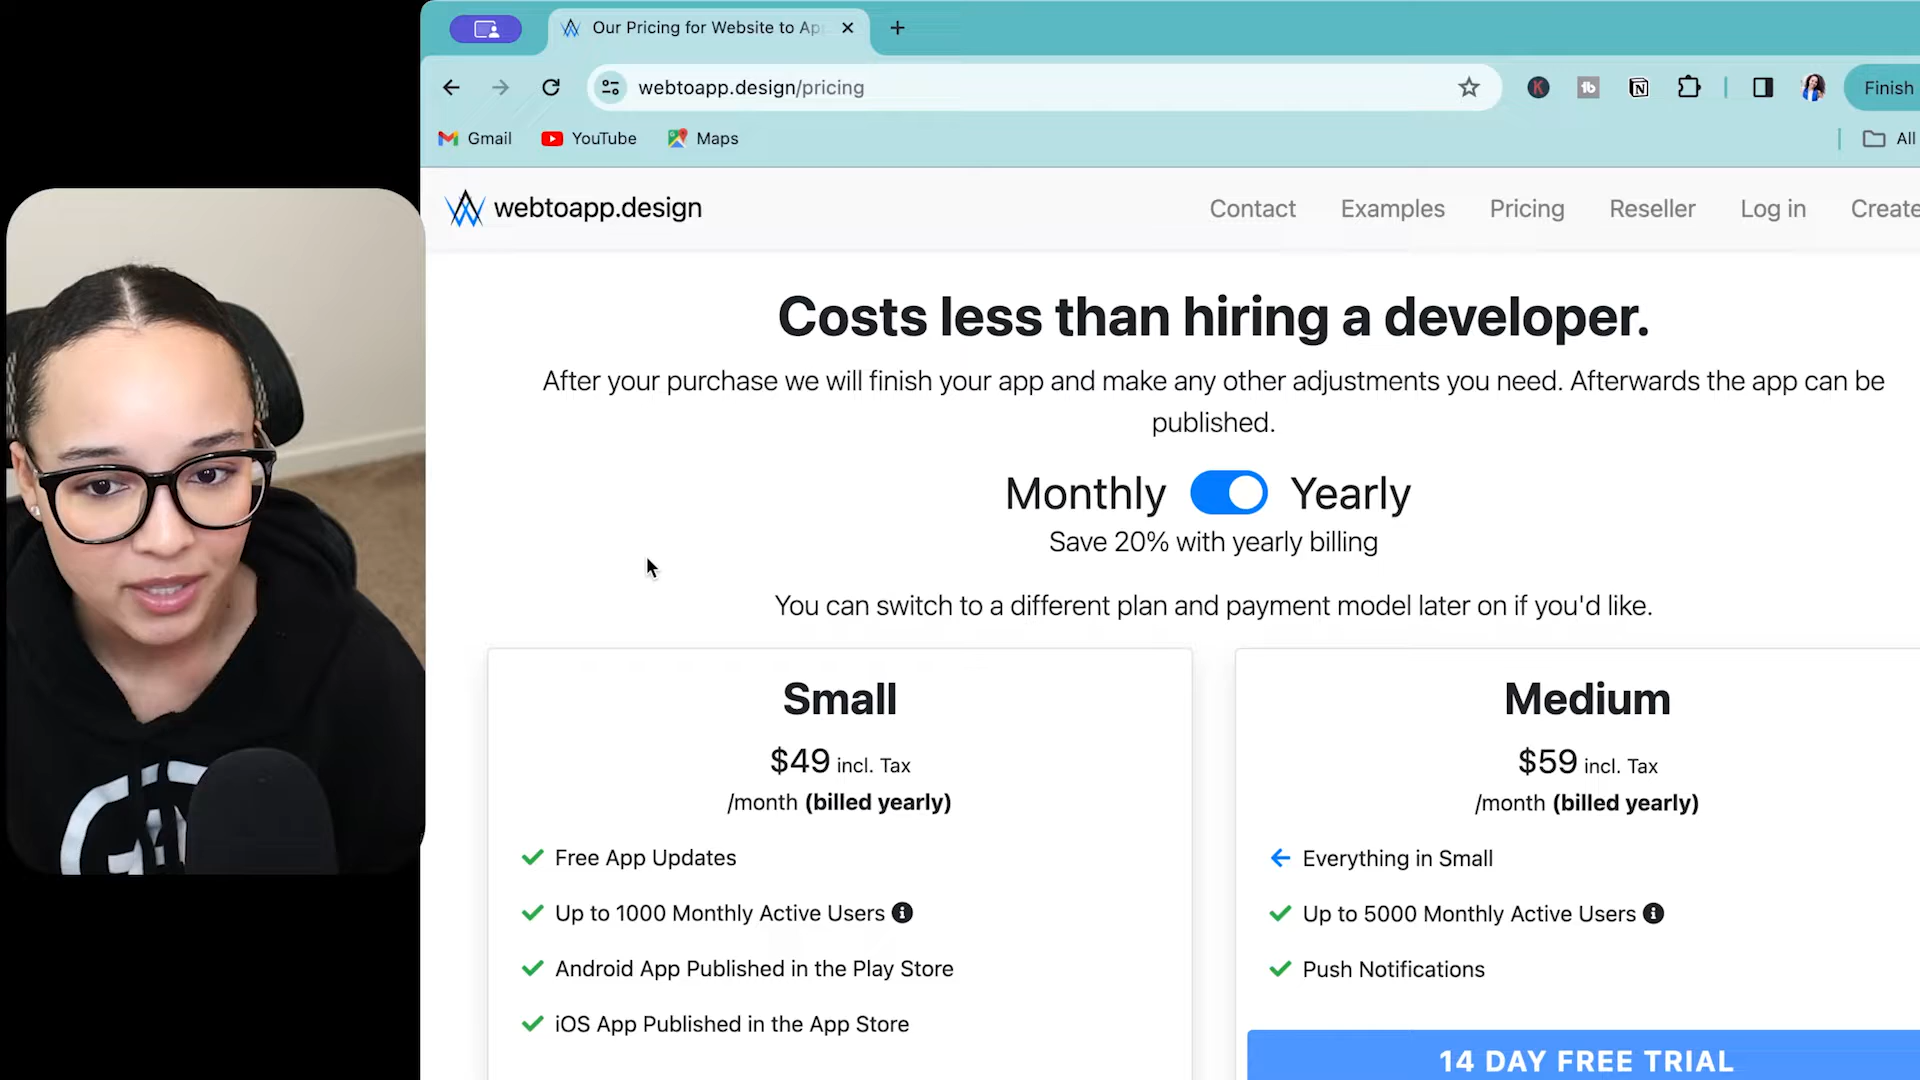 Our Pricing for Website to Ap
webtoapp.design/pricing
Finish
Gmail
YouTube
Maps
All
webtoapp.design
Contact
Examples
Pricing
Reseller
Log in
Create
Costs less than hiring a developer.
After your purchase we will finish your app and make any other adjustments you need. Afterwards the app can be
published.
Monthly
Yearly
Save 20% with yearly billing
You can switch to a different plan and payment model later on if you'd like.
Small
$49 incl. Tax
/month (billed yearly)
Free App Updates
Up to 1000 Monthly Active Users
Android App Published in the Play Store
iOS App Published in the App Store
Medium
$59 incl. Tax
/month (billed yearly)
Everything in Small
Up to 5000 Monthly Active Users
Push Notifications
14 DAY FREE TRIAL